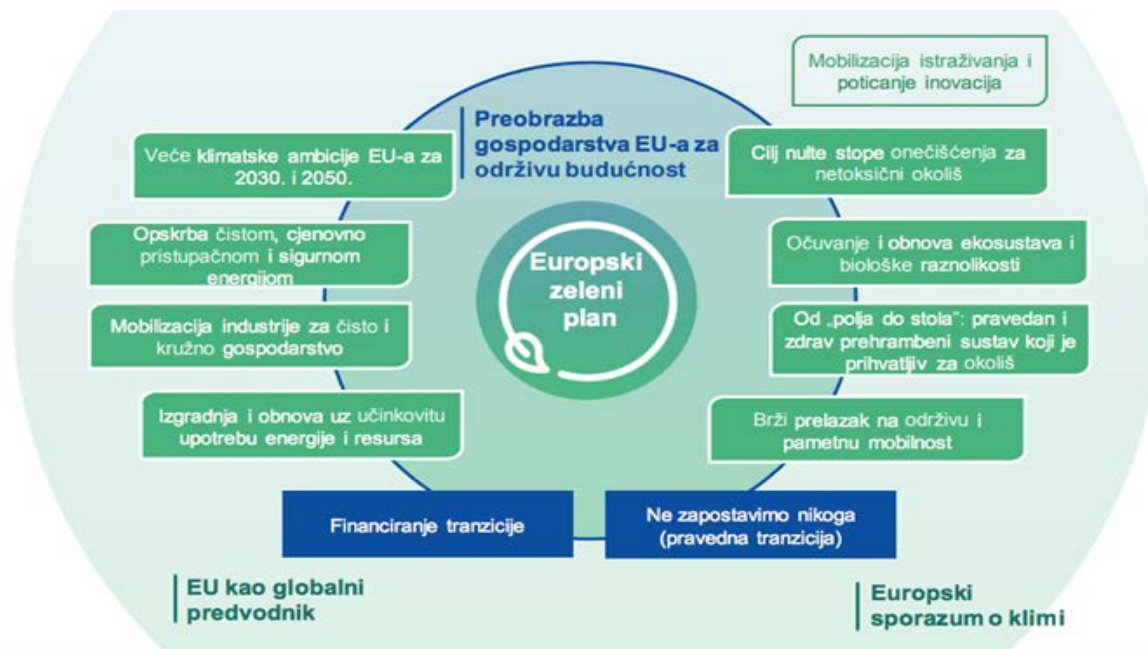 Mobilizacija istraživanja i
poticanje inovacija
Preobrazba
gospodarstva EU-a za
održivu budućnost
Veće klimatske ambicije EU-a za
2030. i 2050.
Cilj nulte stope onečišćenja za
netoksični okoliš
Opskrba čistom, cjenovno
pristupačnom i sigurnom
energijom
Očuvanje i obnova ekosustava i
biološke raznolikosti
Europski
zeleni
plan
Mobilizacija industrije za čisto i
kružno gospodarstvo
Od „polja do stola”: pravedan i
zdrav prehrambeni sustav koji je
prihvatljiv za okoliš
Izgradnja i obnova uz učinkovitu
upotrebu energije i resursa
Brži prelazak na održivu i
pametnu mobilnost
Financiranje tranzicije
Ne zapostavimo nikoga
(pravedna tranzicija)
EU kao globalni
predvodnik
Europski
sporazum o klimi